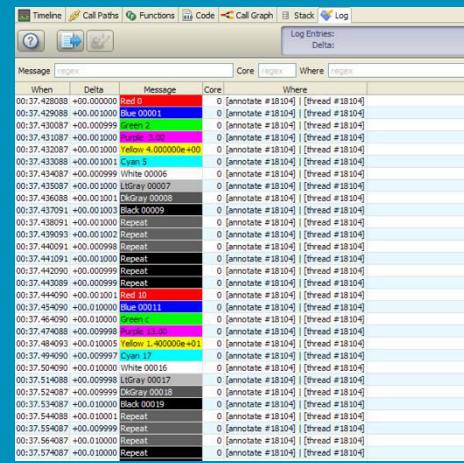 Timeline Call Paths Functions Code Call Graph Stack Log
Log Entries:
Delta:
Message regex Core regex Where regex
When Delta Message Core Where
00:37.428088 +00.000000 Red 0 0 [annotate #18104] | [thread #18104]
00:37.429088 +00.001000 Blue 00001 0 [annotate #18104] | [thread #18104]
00:37.430087 +00.000999 Green 2 0 [annotate #18104] | [thread #18104]
00:37.431087 +00.001000 Purple 3.00 0 [annotate #18104] | [thread #18104]
00:37.432087 +00.001000 Yellow 4.000000e+00 0 [annotate #18104] | [thread #18104]
00:37.433088 +00.001001 Cyan 5 0 [annotate #18104] | [thread #18104]
00:37.434087 +00.000999 White 00006 0 [annotate #18104] | [thread #18104]
00:37.435087 +00.001000 LtGray 00007 0 [annotate #18104] | [thread #18104]
00:37.436088 +00.001001 DkGray 00008 0 [annotate #18104] | [thread #18104]
00:37.437091 +00.001003 Black 00009 0 [annotate #18104] | [thread #18104]
00:37.438091 +00.001000 Repeat 0 [annotate #18104] | [thread #18104]
00:37.439093 +00.001002 Repeat 0 [annotate #18104] | [thread #18104]
00:37.440091 +00.000998 Repeat 0 [annotate #18104] | [thread #18104]
00:37.441091 +00.001000 Repeat 0 [annotate #18104] | [thread #18104]
00:37.442090 +00.000999 Repeat 0 [annotate #18104] | [thread #18104]
00:37.443089 +00.000999 Repeat 0 [annotate #18104] | [thread #18104]
00:37.444090 +00.001001 Red 10 0 [annotate #18104] | [thread #18104]
00:37.454090 +00.010000 Blue 00011 0 [annotate #18104] | [thread #18104]
00:37.464090 +00.010000 Green c 0 [annotate #18104] | [thread #18104]
00:37.474088 +00.009998 Purple 13.00 0 [annotate #18104] | [thread #18104]
00:37.484093 +00.010005 Yellow 1.400000e+01 0 [annotate #18104] | [thread #18104]
00:37.494090 +00.009997 Cyan 17 0 [annotate #18104] | [thread #18104]
00:37.504090 +00.010000 White 00016 0 [annotate #18104] | [thread #18104]
00:37.514088 +00.009998 LtGray 00017 0 [annotate #18104] | [thread #18104]
00:37.524087 +00.009999 DkGray 00018 0 [annotate #18104] | [thread #18104]
00:37.534087 +00.010000 Black 00019 0 [annotate #18104] | [thread #18104]
00:37.544088 +00.010001 Repeat 0 [annotate #18104] | [thread #18104]
00:37.554087 +00.009999 Repeat 0 [annotate #18104] | [thread #18104]
00:37.564087 +00.010000 Repeat 0 [annotate #18104] | [thread #18104]
00:37.574087 +00.010000 Repeat 0 [annotate #18104] | [thread #18104]